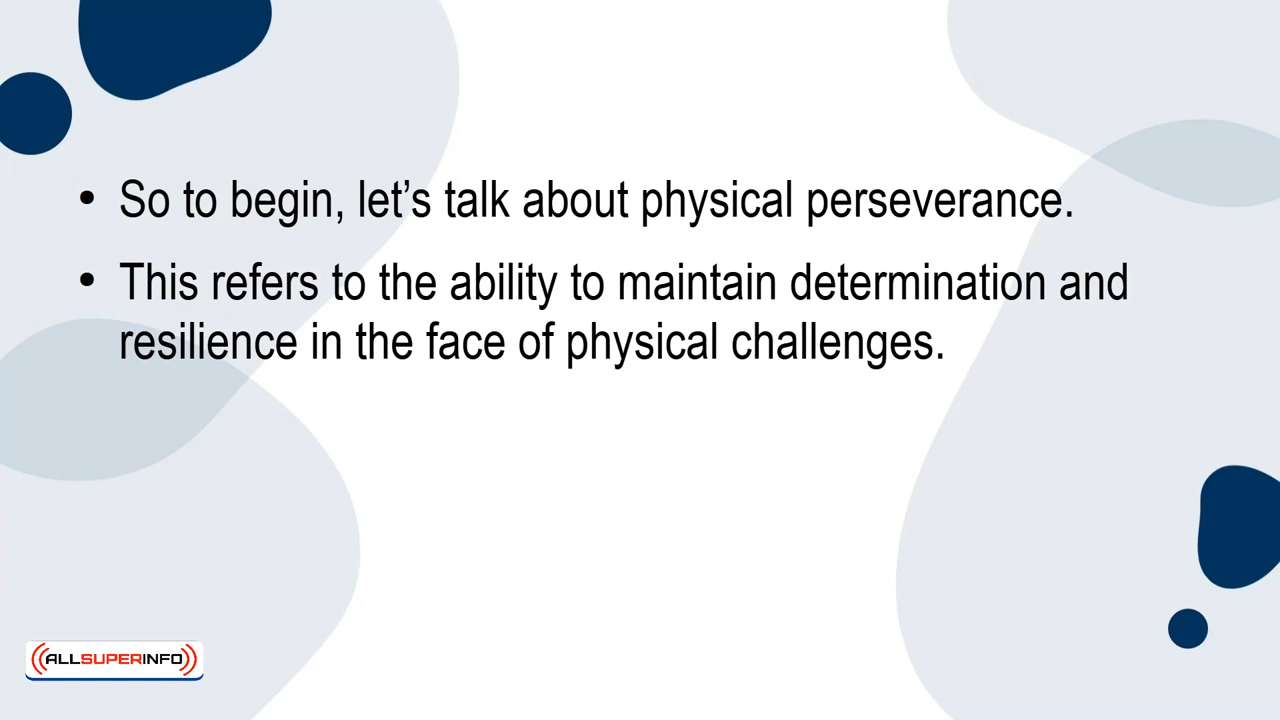 • So to begin, let’s talk about physical perseverance.
• This refers to the ability to maintain determination and
resilience in the face of physical challenges.
ALLSUPERINFO